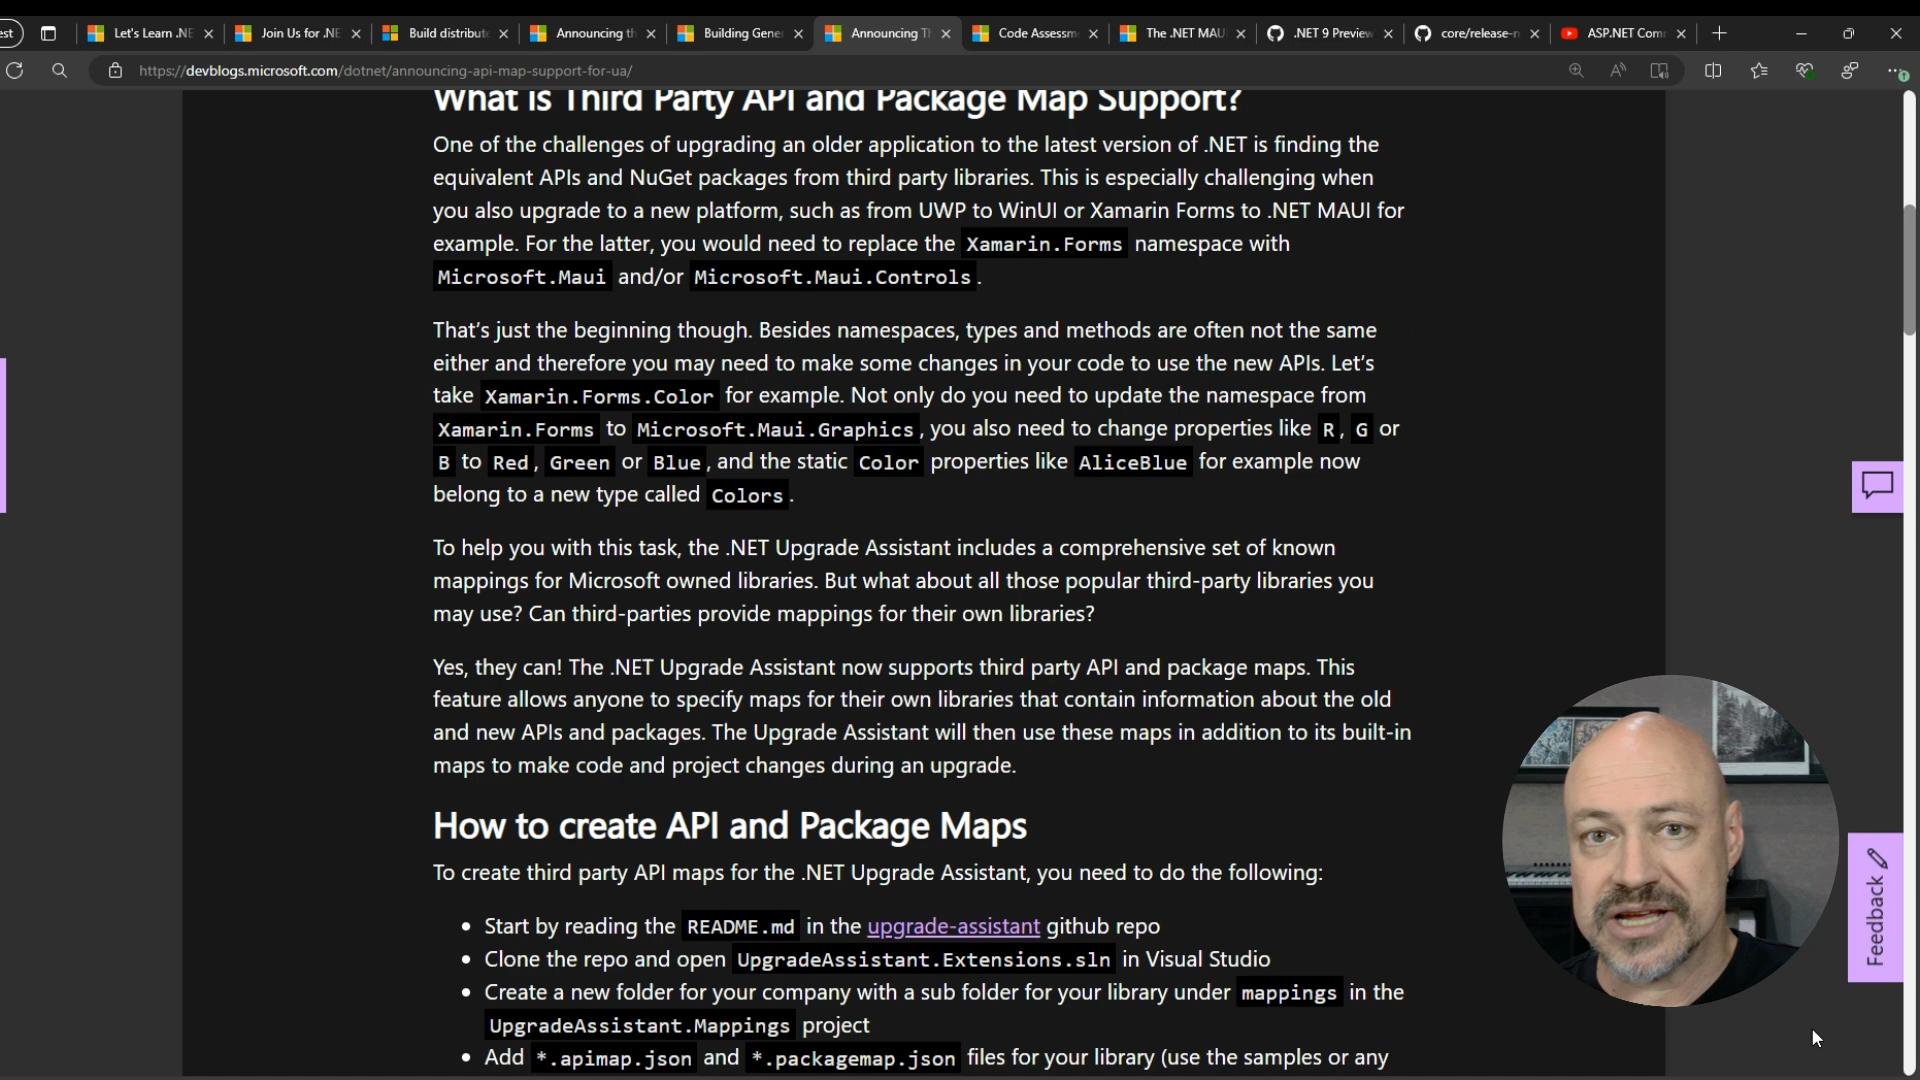 est
Let's Learn .NE
Join Us for .NE
Build distribute
Announcing th
Building Gene
Announcing Th
Code Assessm
The .NET MAU
.NET 9 Preview
core/release-n
ASP.NET Com
https://devblogs.microsoft.com/dotnet/announcing-api-map-support-for-ua/
What is Third Party API and Package Map Support?
One of the challenges of upgrading an older application to the latest version of .NET is finding the
equivalent APIs and NuGet packages from third party libraries. This is especially challenging when
you also upgrade to a new platform, such as from UWP to WinUI or Xamarin Forms to .NET MAUI for
example. For the latter, you would need to replace the Xamarin.Forms namespace with
Microsoft.Maui and/or Microsoft.Maui.Controls.
That's just the beginning though. Besides namespaces, types and methods are often not the same
either and therefore you may need to make some changes in your code to use the new APIs. Let's
take Xamarin.Forms.Color for example. Not only do you need to update the namespace from
Xamarin.Forms to Microsoft.Maui.Graphics, you also need to change properties like R, G or
B to Red, Green or Blue, and the static Color properties like AliceBlue for example now
belong to a new type called Colors.
To help you with this task, the .NET Upgrade Assistant includes a comprehensive set of known
mappings for Microsoft owned libraries. But what about all those popular third-party libraries you
may use? Can third-parties provide mappings for their own libraries?
Yes, they can! The .NET Upgrade Assistant now supports third party API and package maps. This
feature allows anyone to specify maps for their own libraries that contain information about the old
and new APIs and packages. The Upgrade Assistant will then use these maps in addition to its built-in
maps to make code and project changes during an upgrade.
How to create API and Package Maps
To create third party API maps for the .NET Upgrade Assistant, you need to do the following:
• Start by reading the README.md in the upgrade-assistant github repo
• Clone the repo and open UpgradeAssistant.Extensions.sln in Visual Studio
• Create a new folder for your company with a sub folder for your library under mappings in the
UpgradeAssistant.Mappings project
• Add *.apimap.json and *.packagemap.json files for your library (use the samples or any
Feedback